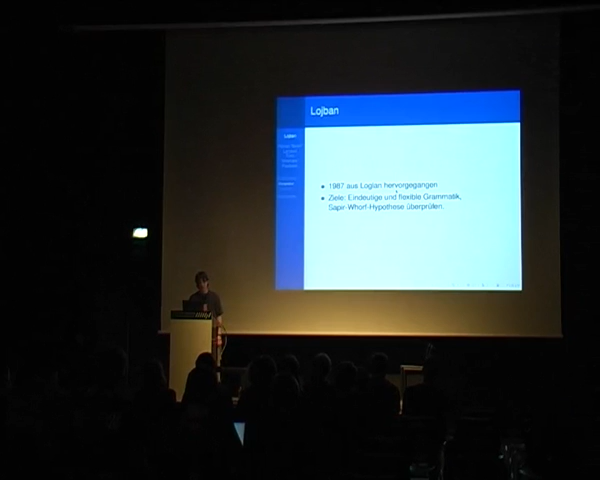 Lojban
Lojban
• 1987 aus Loglan hervorgegangen
• Ziele: Eindeutige und flexible Grammatik,
Sapir-Whorf-Hypothese überprüfen.